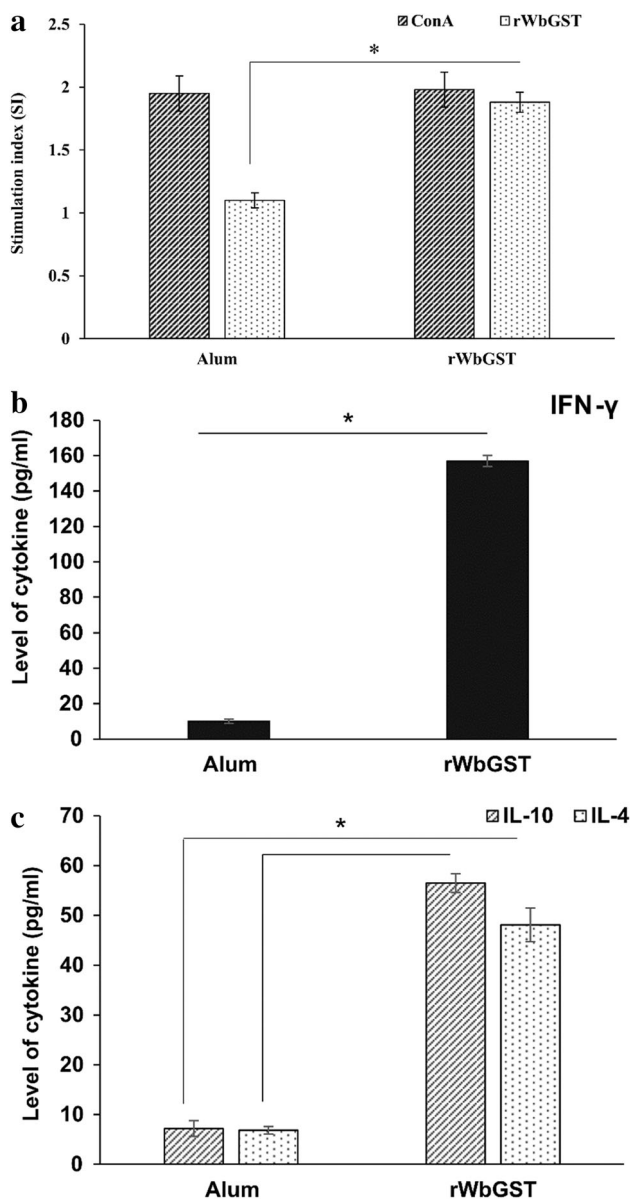 a
ConA rWbGST
*
Stimulation index (SI)
2.5
2
1.5
1
0.5
0
Alum rWbGST
b
IFN-γ
*
Level of cytokine (pg/ml)
180
160
140
120
100
80
60
40
20
0
Alum rWbGST
c
IL-10 IL-4
*
Level of cytokine (pg/ml)
70
60
50
40
30
20
10
0
Alum rWbGST